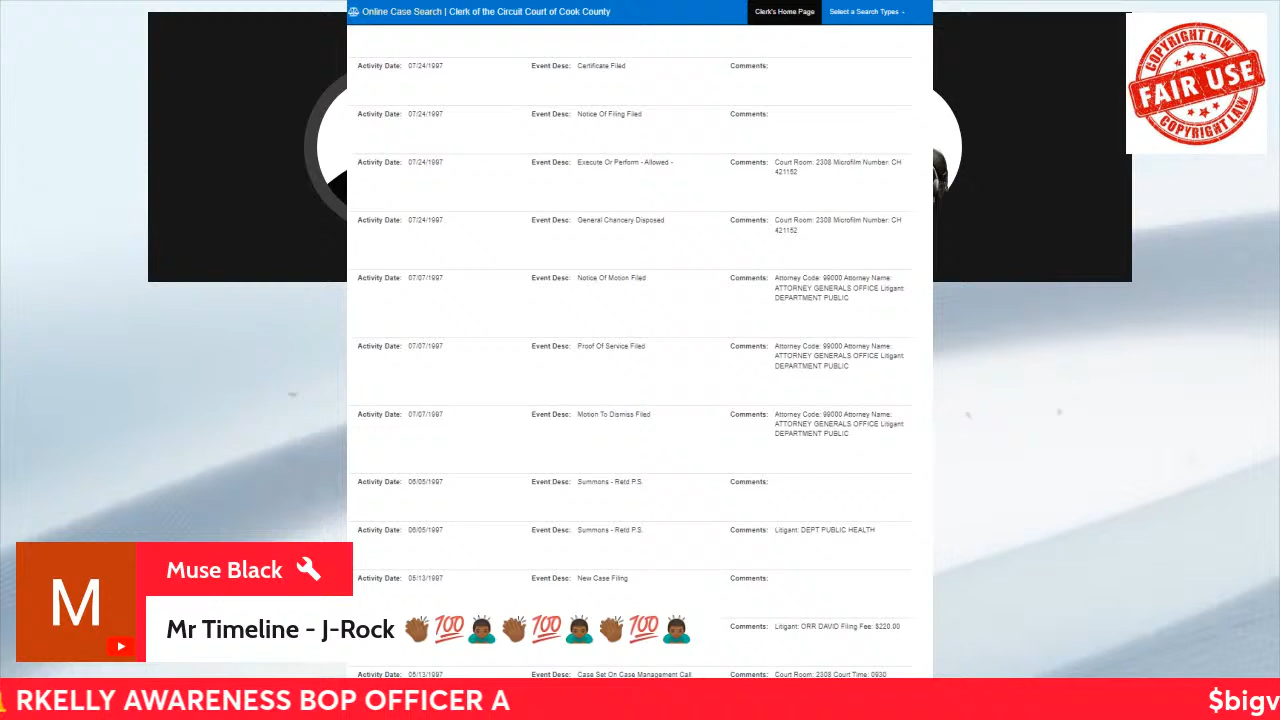 Online Case Search | Clerk of the Circuit Court of Cook County Clerk's Home Page Select a Search Types
COPYRIGHT LAW
FAIR USE
COPYRIGHT LAW
Activity Date: 07/24/1997 Event Desc: Certificate Filed Comments:
Activity Date: 07/24/1997 Event Desc: Notice Of Filing Filed Comments:
Activity Date: 07/24/1997 Event Desc: Execute Or Perform - Allowed - Comments: Court Room: 2308 Microfilm Number: CH
421152
Activity Date: 07/24/1997 Event Desc: General Chancery Disposed Comments: Court Room: 2308 Microfilm Number: CH
421152
Activity Date: 07/07/1997 Event Desc: Notice Of Motion Filed Comments: Attorney Code: 99000 Attorney Name:
ATTORNEY GENERALS OFFICE Litigant:
DEPARTMENT PUBLIC
Activity Date: 07/07/1997 Event Desc: Proof Of Service Filed Comments: Attorney Code: 99000 Attorney Name:
ATTORNEY GENERALS OFFICE Litigant:
DEPARTMENT PUBLIC
Activity Date: 07/07/1997 Event Desc: Motion To Dismiss Filed Comments: Attorney Code: 99000 Attorney Name:
ATTORNEY GENERALS OFFICE Litigant:
DEPARTMENT PUBLIC
Activity Date: 06/05/1997 Event Desc: Summons - Retd P.S. Comments:
Activity Date: 06/05/1997 Event Desc: Summons - Retd P.S. Comments: Litigant: DEPT PUBLIC HEALTH
Activity Date: 05/13/1997 Event Desc: New Case Filing Comments:
Comments: Litigant: ORR DAVID Filing Fee: $220.00
Activity Date: 05/13/1997 Event Desc: Case Set On Case Management Call Comments: Court Room: 2308 Court Time: 0930
M
Muse Black
Mr Timeline - J-Rock 👏🏾💯🙇🏾‍♂️👏🏾💯🙇🏾‍♂️👏🏾💯🙇🏾‍♂️
RKELLY AWARENESS BOP OFFICER A $bigv